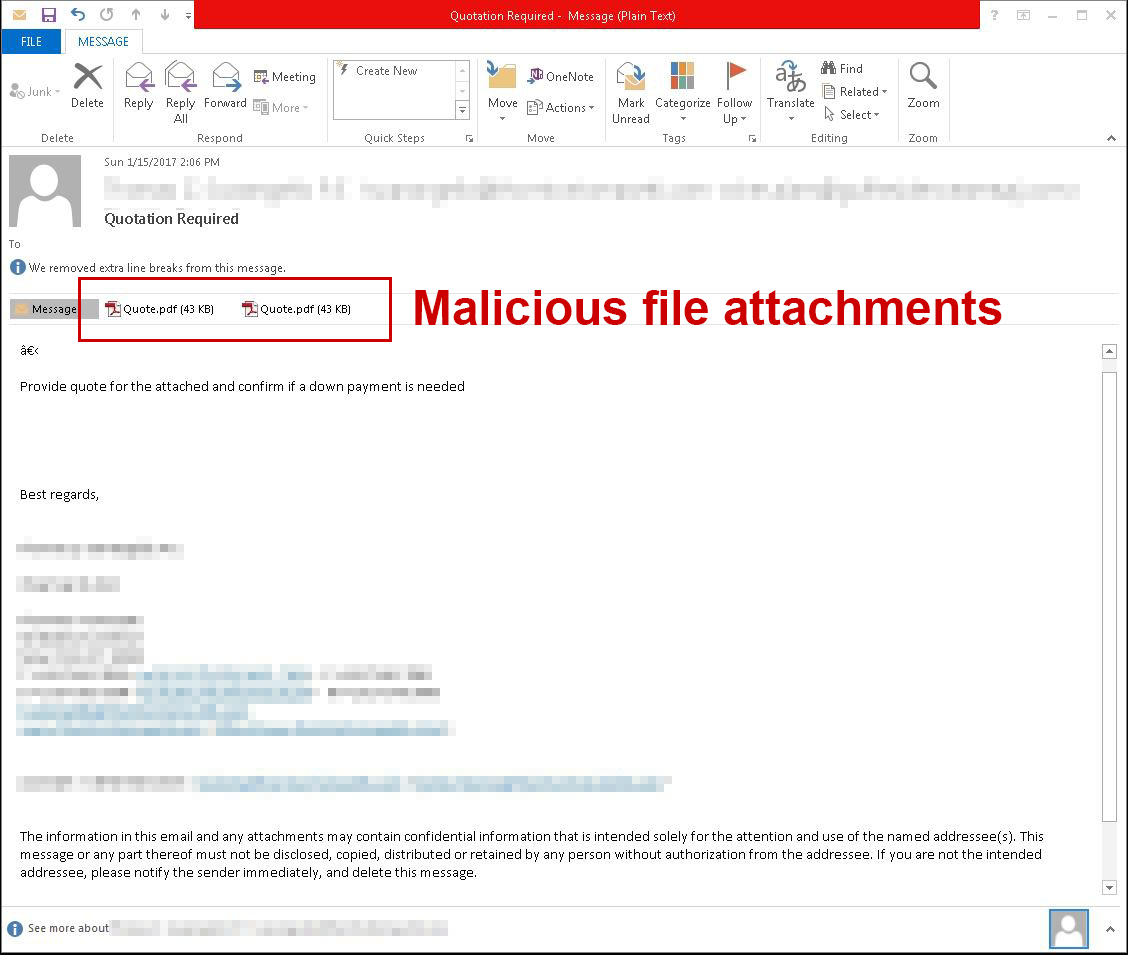 Quotation Required - Message (Plain Text)
?
FILE MESSAGE
Junk
Delete
Reply
Reply
All
Forward
Meeting
More
Create New
Move
OneNote
Actions
Mark
Unread
Categorize
Follow
Up
Translate
Find
Related
Select
Zoom
Delete Respond Quick Steps Move Tags Editing Zoom
Sun 1/15/2017 2:06 PM
Quotation Required
To
We removed extra line breaks from this message.
Message Quote.pdf (43 KB) Quote.pdf (43 KB)
Malicious file attachments
â€‹
Provide quote for the attached and confirm if a down payment is needed
Best regards,
The information in this email and any attachments may contain confidential information that is intended solely for the attention and use of the named addressee(s). This
message or any part thereof must not be disclosed, copied, distributed or retained by any person without authorization from the addressee. If you are not the intended
addressee, please notify the sender immediately, and delete this message.
See more about